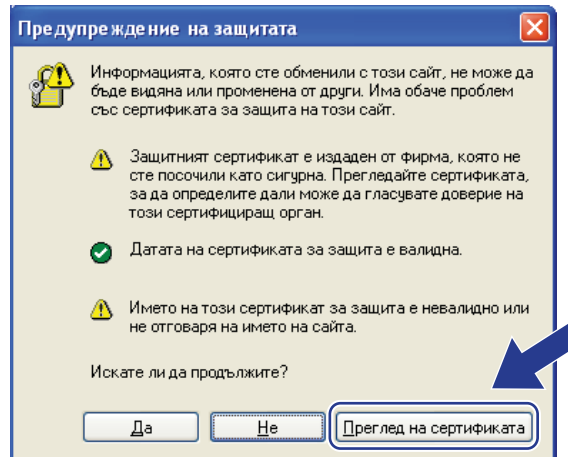 Предупреждение на защитата
Информацията, която сте обменили с този сайт, не може да
бъде видяна или променена от други. Има обаче проблем
със сертификата за защита на този сайт.
Защитният сертификат е издаден от фирма, която не
сте посочили като сигурна. Прегледайте сертификата,
за да определите дали може да гласувате доверие на
този сертифициращ орган.
Датата на сертификата за защита е валидна.
Името на този сертификат за защита е невалидно или
не отговаря на името на сайта.
Искате ли да продължите?
Да Не Преглед на сертификата